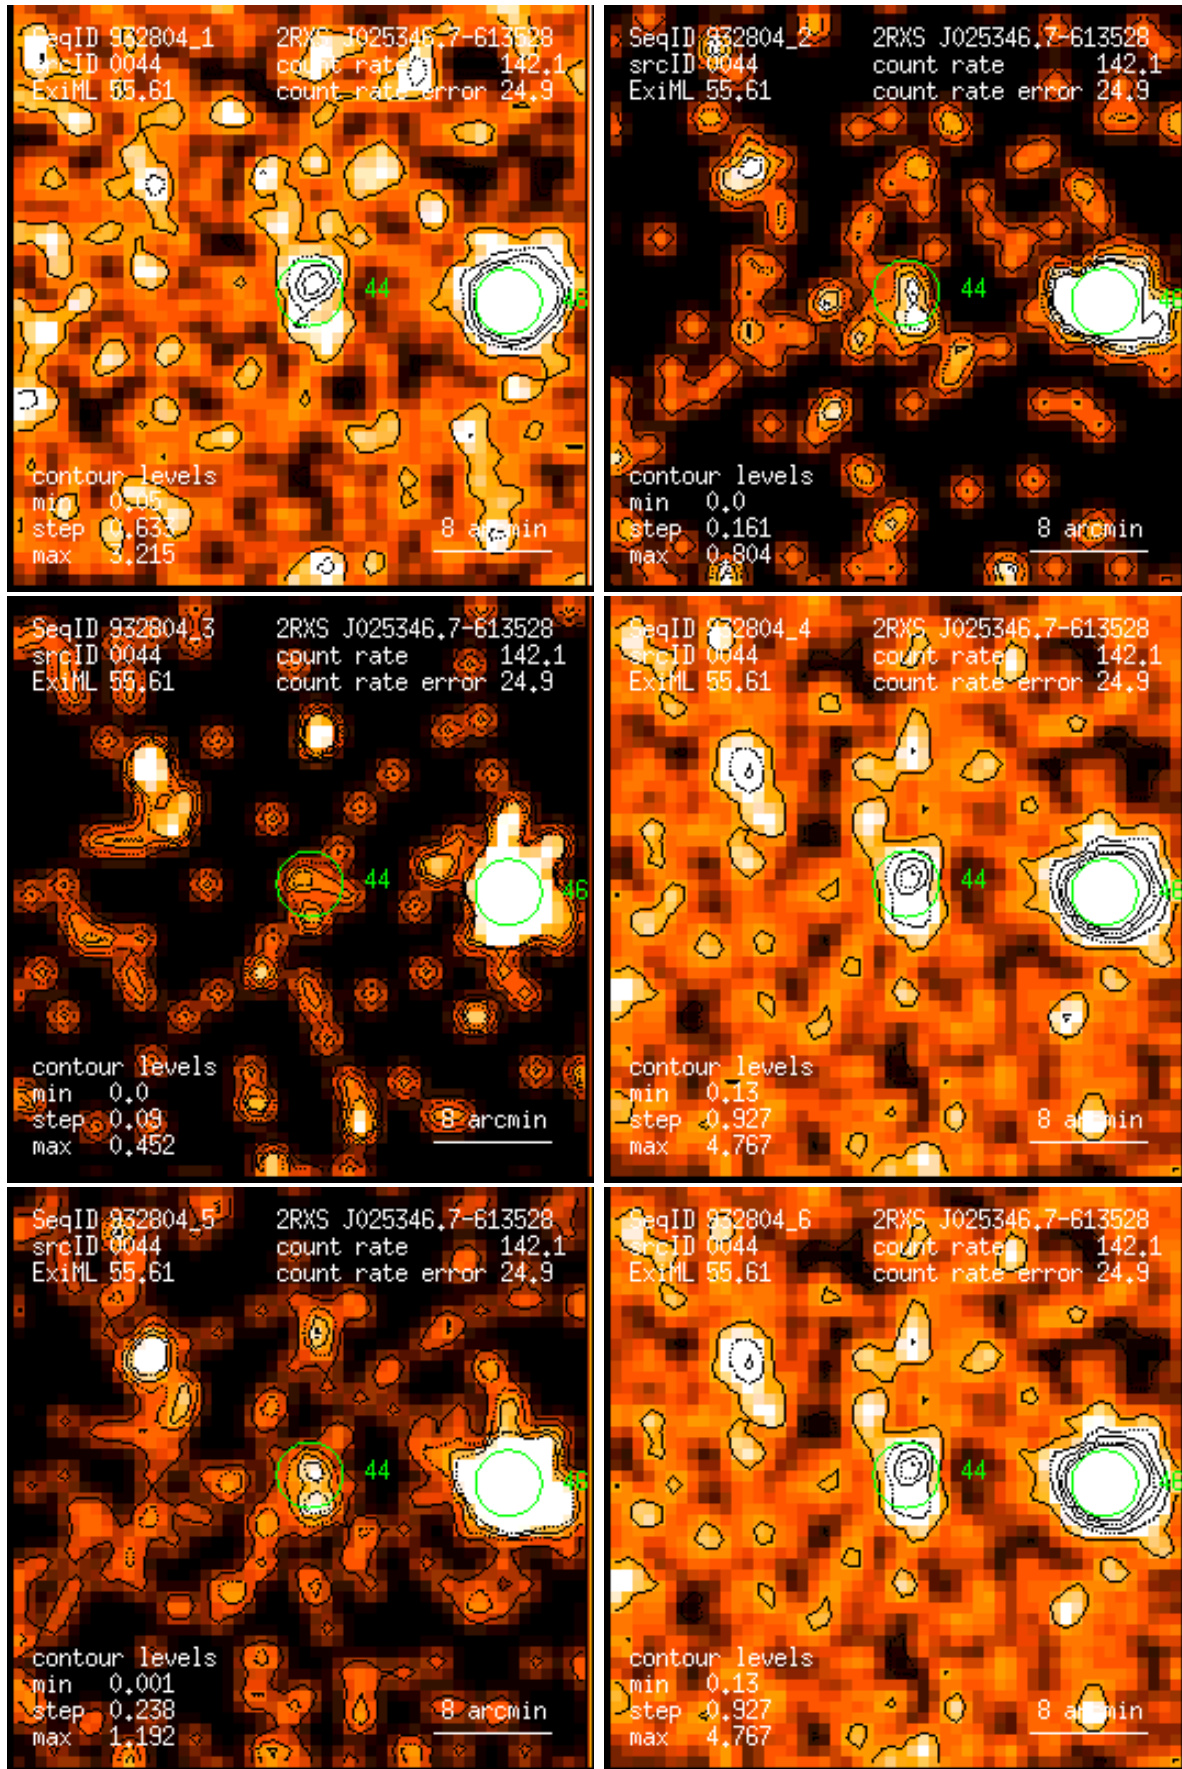 SeqID 932804_1 2RXS J025346.7-613528
srcID 0044 count rate 142.1
ExiML 55.61 count rate error 24.9
44
46
contour levels
min 0.05
step 0.633
max 3.215
8 arcmin
SeqID 932804_2 2RXS J025346.7-613528
srcID 0044 count rate 142.1
ExiML 55.61 count rate error 24.9
44
46
contour levels
min 0.0
step 0.161
max 0.804
8 arcmin
SeqID 932804_3 2RXS J025346.7-613528
srcID 0044 count rate 142.1
ExiML 55.61 count rate error 24.9
44
46
contour levels
min 0.0
step 0.09
max 0.452
8 arcmin
SeqID 932804_4 2RXS J025346.7-613528
srcID 0044 count rate 142.1
ExiML 55.61 count rate error 24.9
44
46
contour levels
min 0.13
step 0.927
max 4.767
8 arcmin
SeqID 932804_5 2RXS J025346.7-613528
srcID 0044 count rate 142.1
ExiML 55.61 count rate error 24.9
44
46
contour levels
min 0.001
step 0.238
max 1.192
8 arcmin
SeqID 932804_6 2RXS J025346.7-613528
srcID 0044 count rate 142.1
ExiML 55.61 count rate error 24.9
44
46
contour levels
min 0.13
step 0.927
max 4.767
8 arcmin